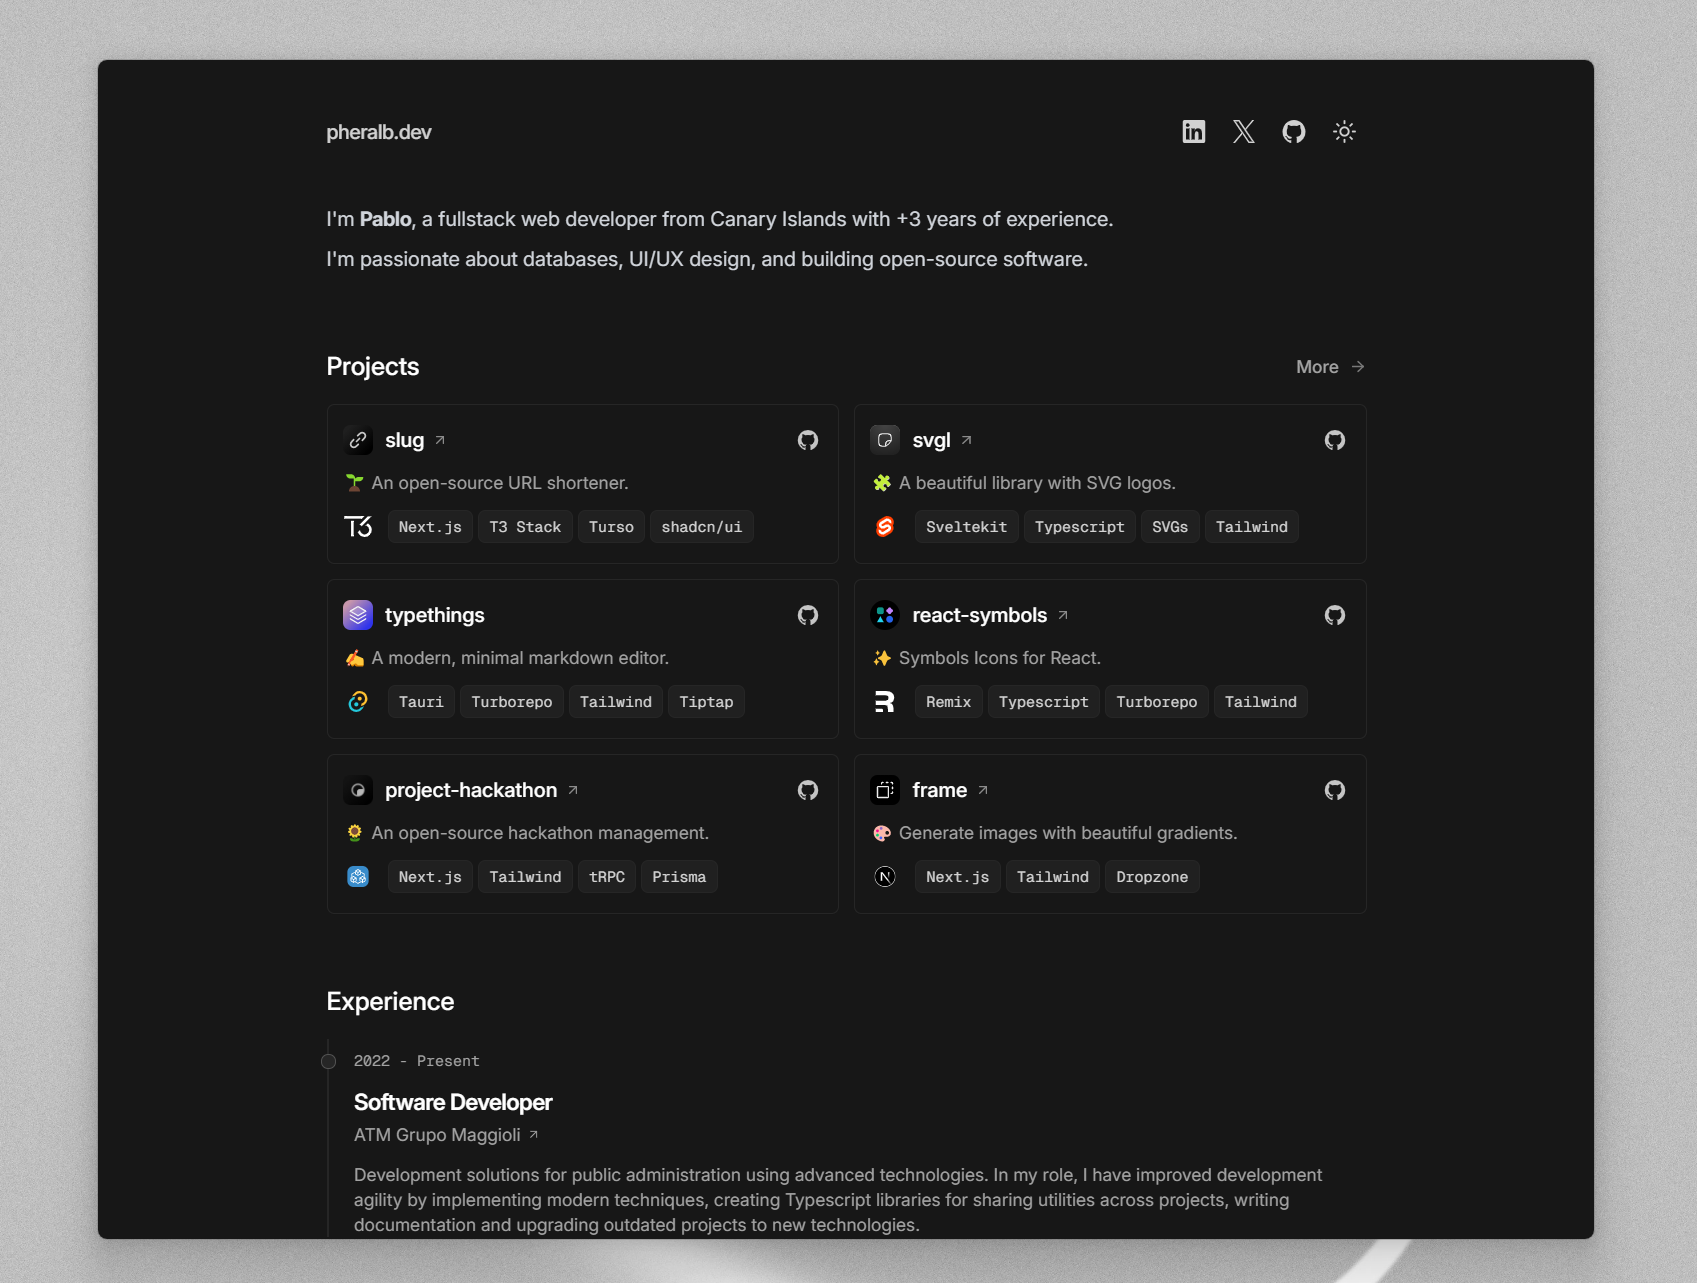 pheralb.dev
I'm Pablo, a fullstack web developer from Canary Islands with +3 years of experience.
I'm passionate about databases, UI/UX design, and building open-source software.
Projects
More
slug
An open-source URL shortener.
T3 Next.js T3 Stack Turso shadcn/ui
svgl
A beautiful library with SVG logos.
Sveltekit Typescript SVGs Tailwind
typethings
A modern, minimal markdown editor.
Tauri Turborepo Tailwind Tiptap
react-symbols
Symbols Icons for React.
Remix Typescript Turborepo Tailwind
project-hackathon
An open-source hackathon management.
Next.js Tailwind tRPC Prisma
frame
Generate images with beautiful gradients.
Next.js Tailwind Dropzone
Experience
2022 - Present
Software Developer
ATM Grupo Maggioli
Development solutions for public administration using advanced technologies. In my role, I have improved development
agility by implementing modern techniques, creating Typescript libraries for sharing utilities across projects, writing
documentation and upgrading outdated projects to new technologies.